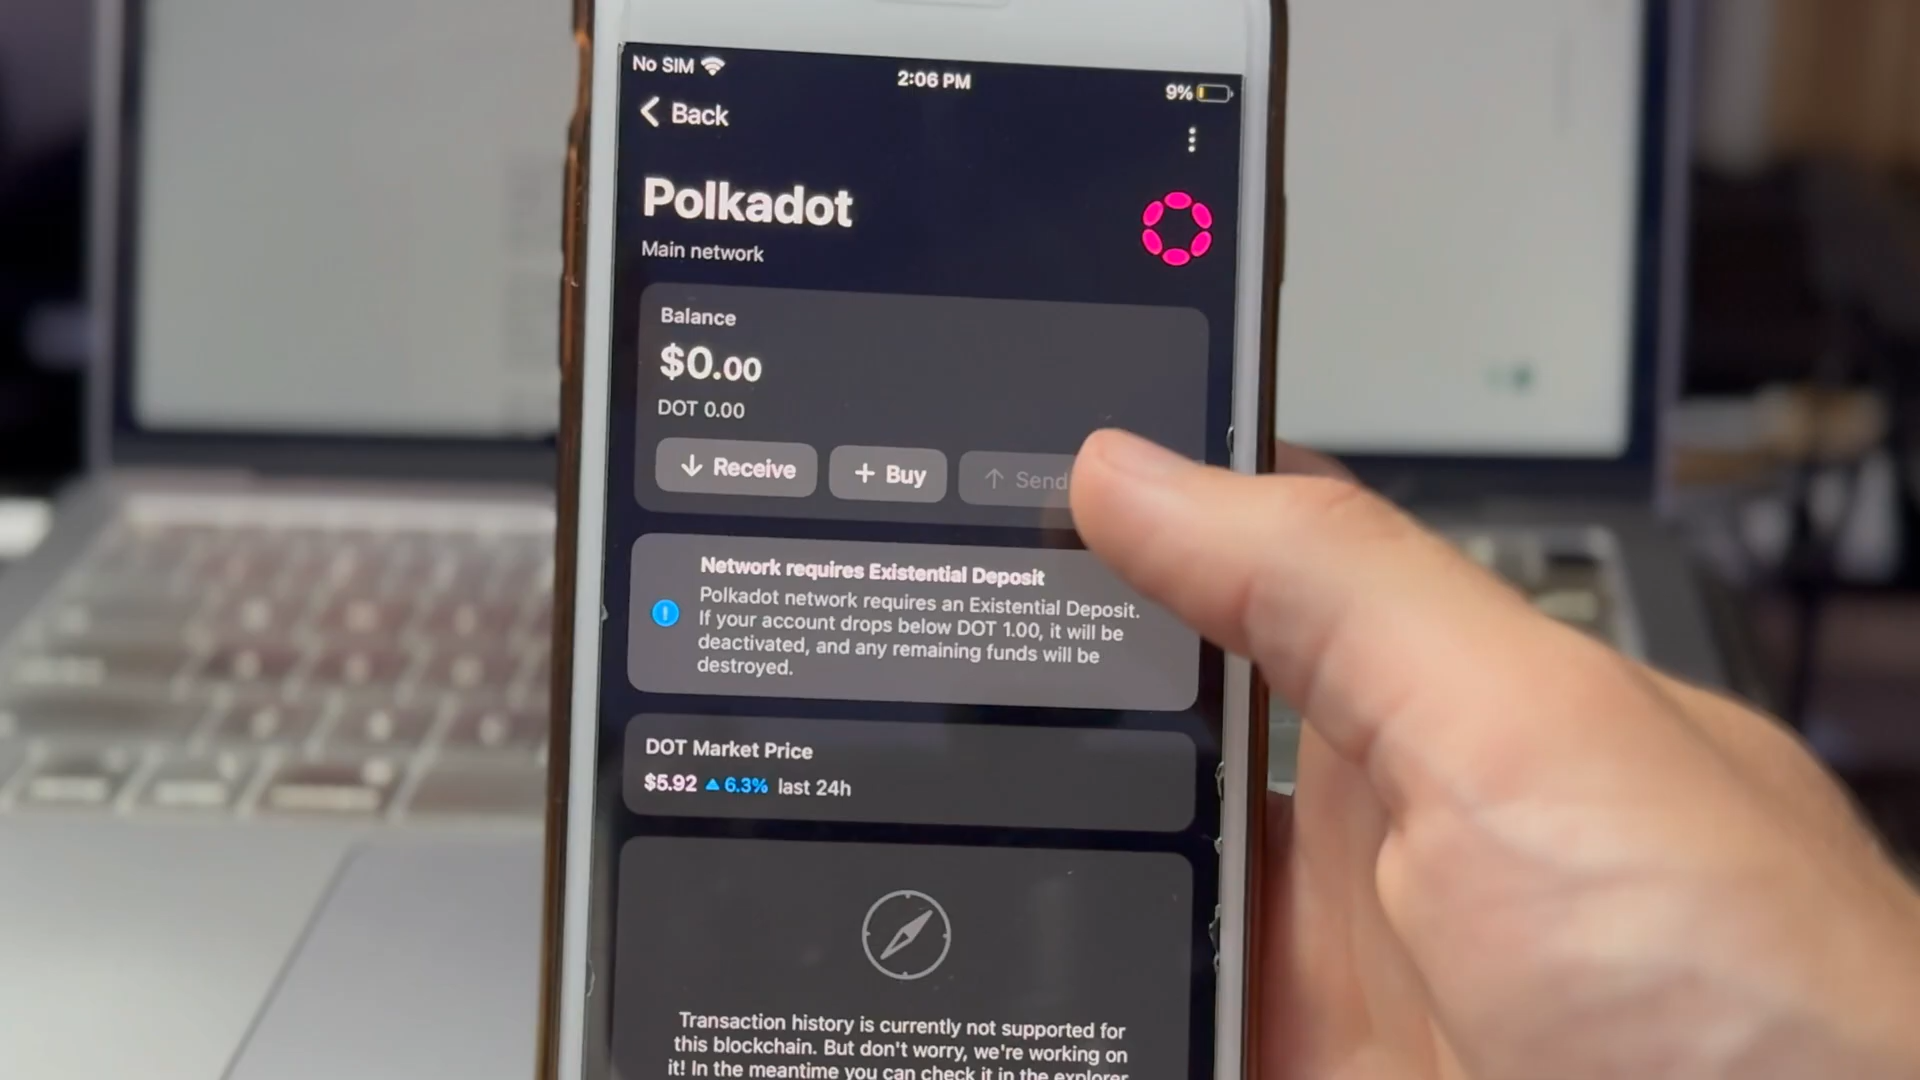 No SIM
2:06 PM
9%
Back
Polkadot
Main network
Balance
$0.00
DOT 0.00
Receive
Buy
Send
Network requires Existential Deposit
Polkadot network requires an Existential Deposit.
If your account drops below DOT 1.00, it will be
deactivated, and any remaining funds will be
destroyed.
DOT Market Price
$5.92 ▲ 6.3% last 24h
Transaction history is currently not supported for
this blockchain. But don't worry, we're working on
it! In the meantime you can check it in the explorer